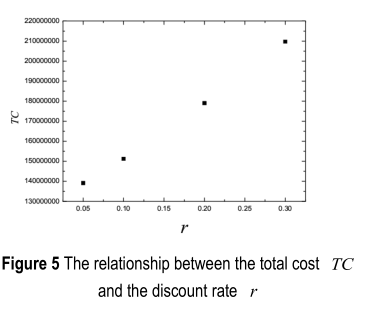 220000000
210000000
200000000
190000000
180000000
170000000
160000000
150000000
140000000
130000000
TC
0.05 0.10 0.15 0.20 0.25 0.30
r
Figure 5 The relationship between the total cost TC
and the discount rate r